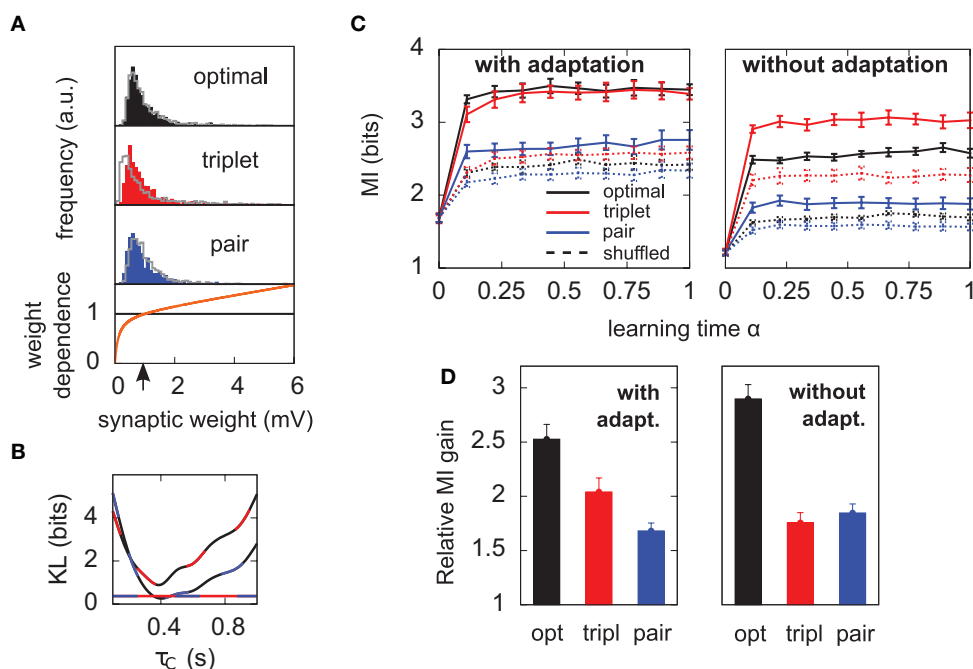 A
frequency (a.u.)
optimal
triplet
pair
weight
dependence
1
0
0 2 4 6
synaptic weight (mV)
B
KL (bits)
4
2
0
0.4 0.8
τC (s)
C
MI (bits)
4
3
2
1
with adaptation
optimal
triplet
pair
shuffled
0 0.25 0.5 0.75 1
without adaptation
0 0.25 0.5 0.75 1
learning time α
D
Relative MI gain
3
2.5
2
1.5
1
with
adapt.
opt tripl pair
without
adapt.
opt tripl pair